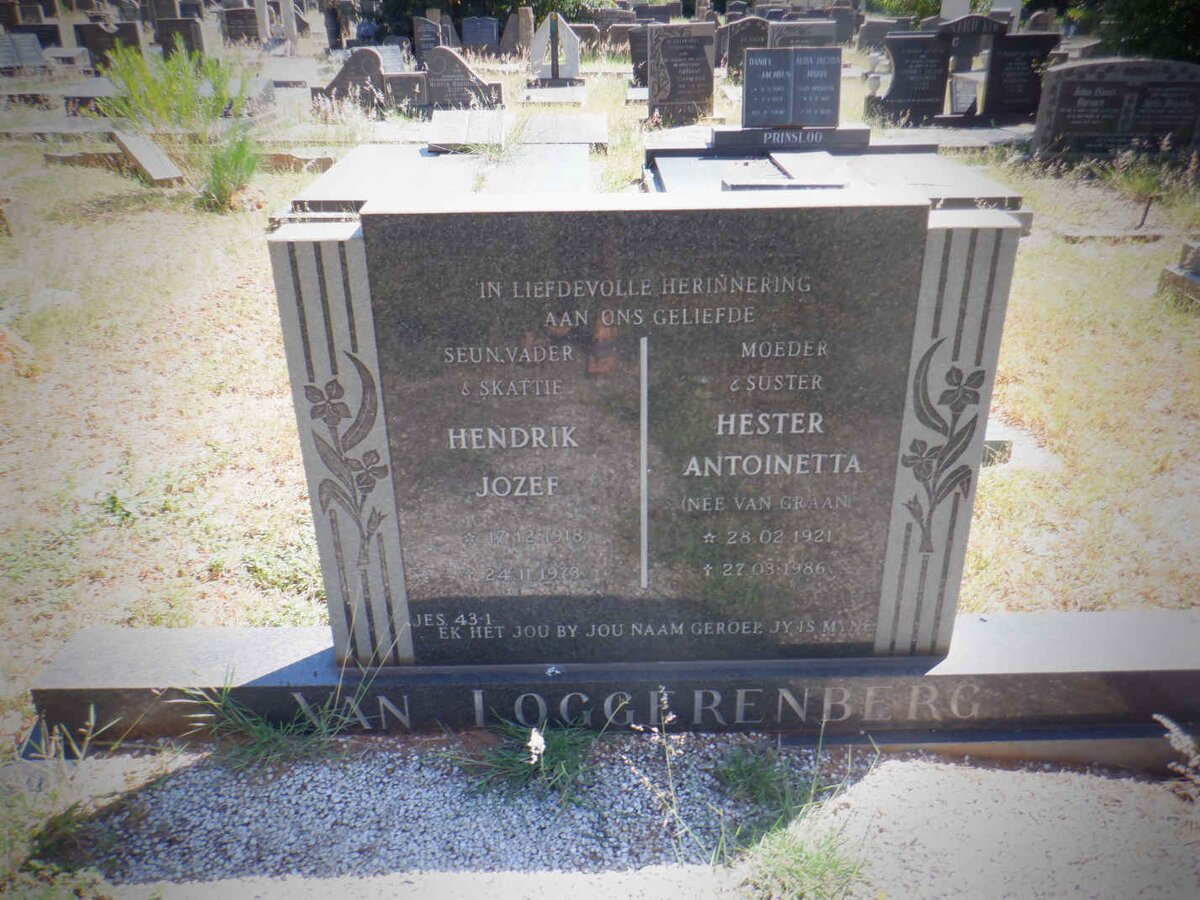 DANIEL
JACOBUS
PRINSLOO
IN LIEFDEVOLLE HERINNERING
AAN ONS GELIEFDE
SEUN, VADER
& SKATTIE
HENDRIK
JOZEF
☆ 17.12.1918
† 24.11.1973
MOEDER
& SUSTER
HESTER
ANTOINETTA
(NEE VAN GRAAN)
☆ 28.02.1921
† 27.03.1986
JES. 43-1
EK HET JOU BY JOU NAAM GEROEP, JY IS MYNE
VAN LOGGERENBERG